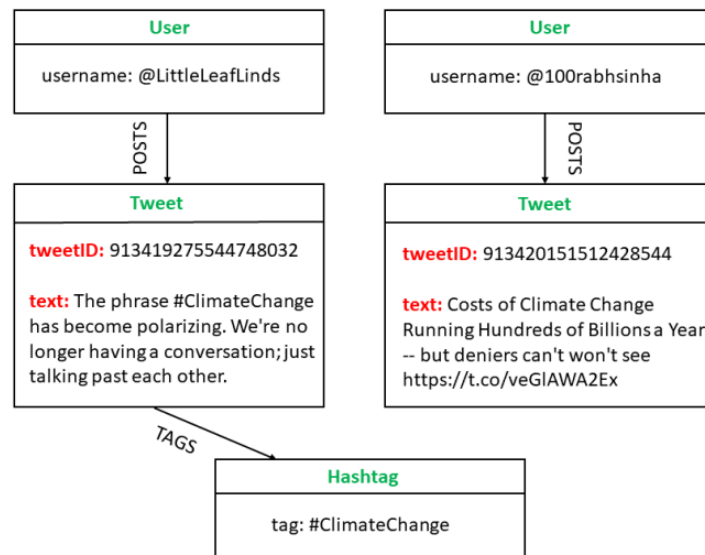 User
username: @LittleLeafLinds
User
username: @100rabhsinha
POSTS
POSTS
Tweet
tweetID: 913419275544748032
text: The phrase #ClimateChange
has become polarizing. We're no
longer having a conversation; just
talking past each other.
Tweet
tweetID: 913420151512428544
text: Costs of Climate Change
Running Hundreds of Billions a Year
-- but deniers can't won't see
https://t.co/veGlAWA2Ex
TAGS
Hashtag
tag: #ClimateChange